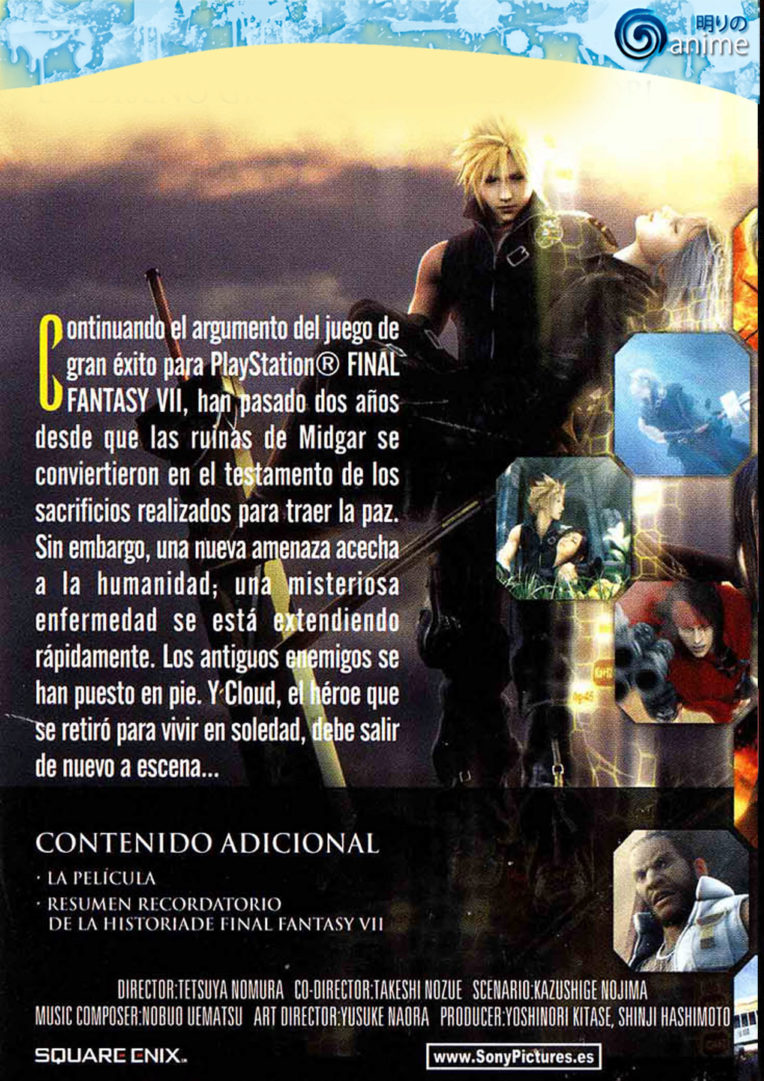 明りの
anime
Continuando el argumento del juego de
gran éxito para PlayStation® FINAL
FANTASY VII, han pasado dos años
desde que las ruinas de Midgar se
conviertieron en el testamento de los
sacrificios realizados para traer la paz.
Sin embargo, una nueva amenaza acecha
a la humanidad; una misteriosa
enfermedad se está extendiendo
rápidamente. Los antiguos enemigos se
han puesto en pie. Y Cloud, el héroe que
se retiró para vivir en soledad, debe salir
de nuevo a escena...
CONTENIDO ADICIONAL
· LA PELÍCULA
· RESUMEN RECORDATORIO
DE LA HISTORIADE FINAL FANTASY VII
DIRECTOR:TETSUYA NOMURA CO-DIRECTOR:TAKESHI NOZUE SCENARIO:KAZUSHIGE NOJIMA
MUSIC COMPOSER:NOBUO UEMATSU ART DIRECTOR:YUSUKE NAORA PRODUCER:YOSHINORI KITASE, SHINJI HASHIMOTO
SQUARE ENIX
www.SonyPictures.es